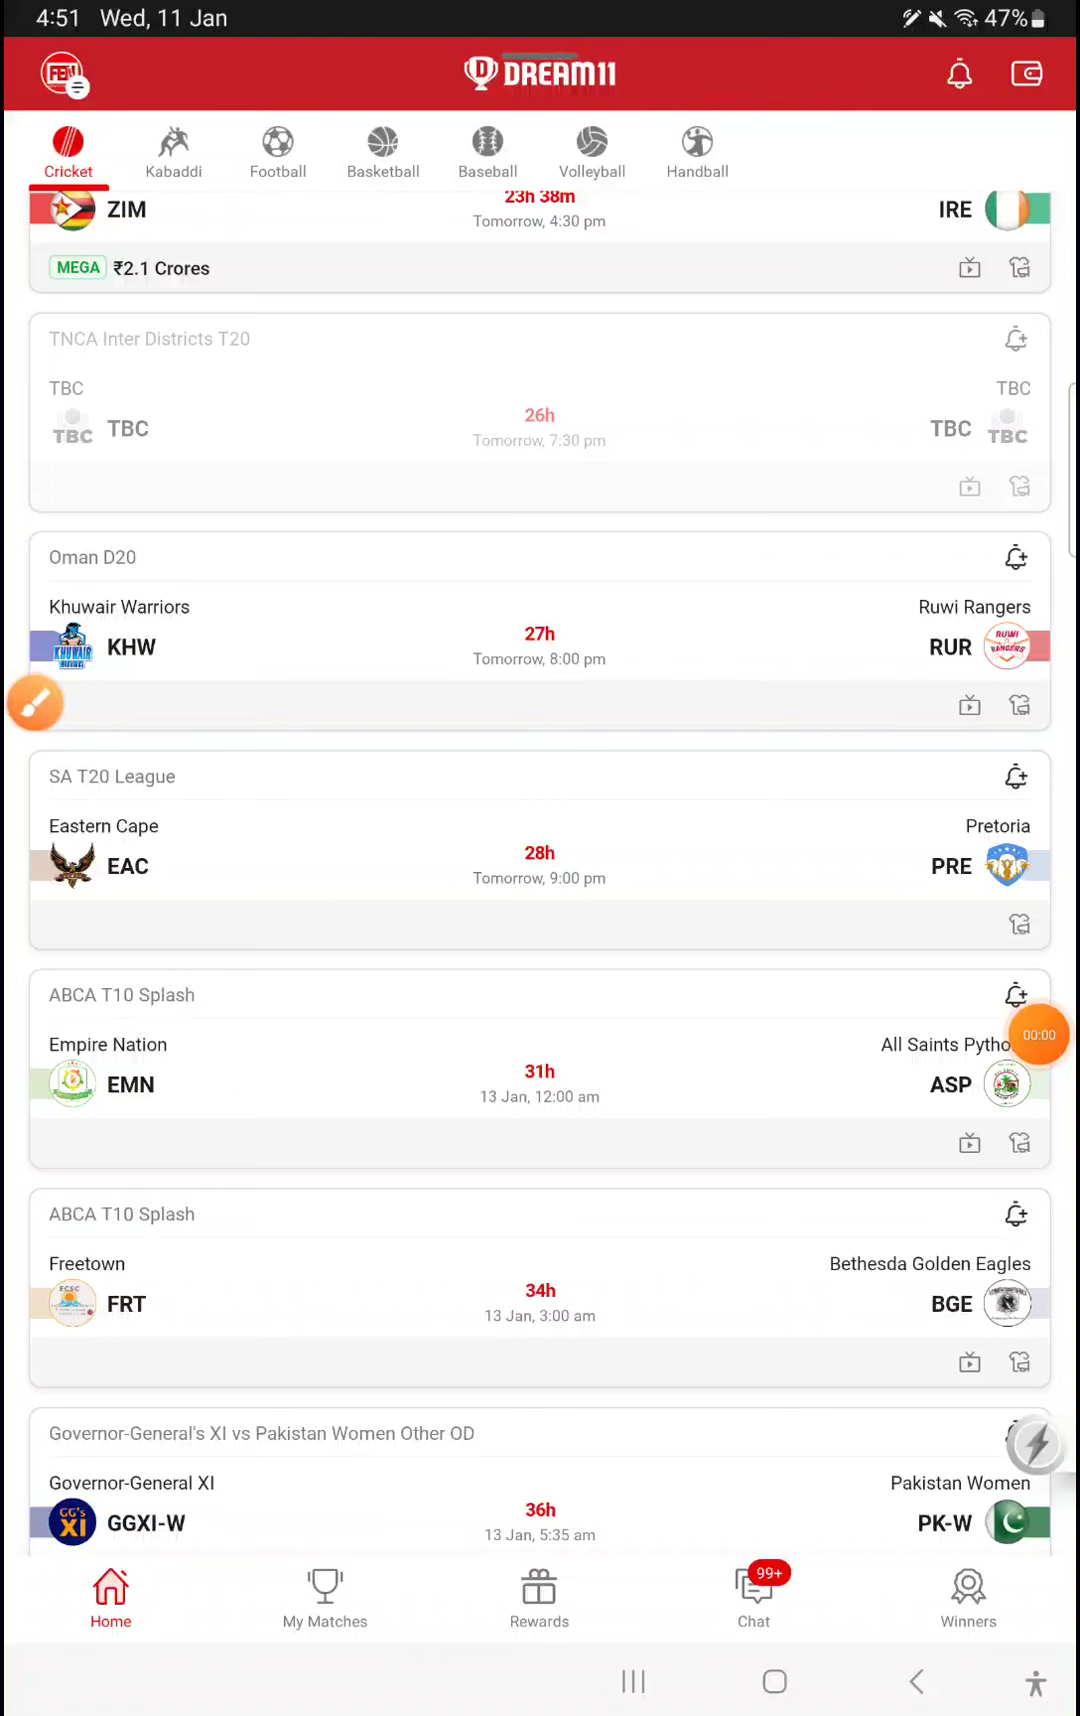 4:51 Wed, 11 Jan 47%
DREAM11
Cricket Kabaddi Football Basketball Baseball Volleyball Handball
ZIM 23h 38m IRE
Tomorrow, 4:30 pm
MEGA ₹2.1 Crores
TNCA Inter Districts T20
TBC TBC
TBC TBC 26h TBC TBC
Tomorrow, 7:30 pm
Oman D20
Khuwair Warriors Ruwi Rangers
KHUWAIR KHW 27h RUR RUWI RANGERS
Tomorrow, 8:00 pm
SA T20 League
Eastern Cape Pretoria
EAC 28h PRE
Tomorrow, 9:00 pm
ABCA T10 Splash
00:00
Empire Nation All Saints Pytho
EMN 31h ASP
13 Jan, 12:00 am
ABCA T10 Splash
Freetown Bethesda Golden Eagles
FCSC FRT 34h BGE
13 Jan, 3:00 am
Governor-General's XI vs Pakistan Women Other OD
Governor-General XI Pakistan Women
GG's XI GGXI-W 36h PK-W
13 Jan, 5:35 am
99+
Home My Matches Rewards Chat Winners